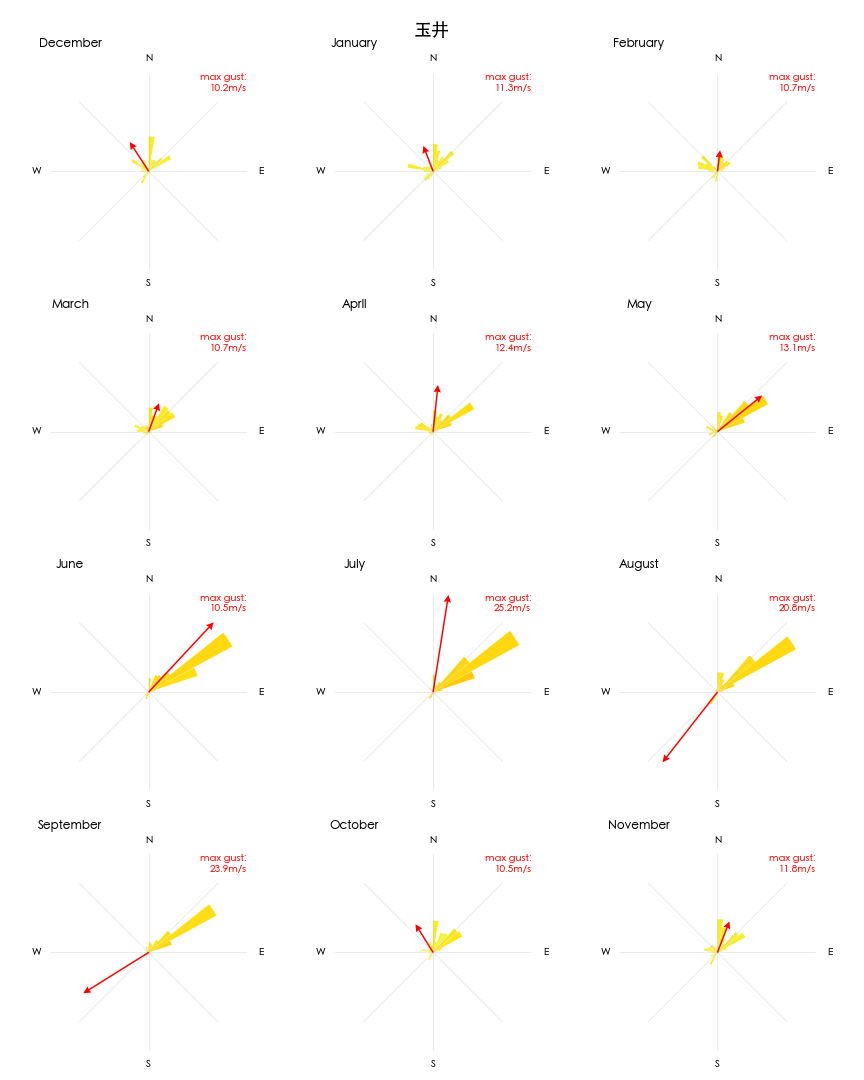 玉井
December
N
max gust:
10.2m/s
W
E
S
January
N
max gust:
11.3m/s
W
E
S
February
N
max gust:
10.7m/s
W
E
S
March
N
max gust:
10.7m/s
W
E
S
April
N
max gust:
12.4m/s
W
E
S
May
N
max gust:
13.1m/s
W
E
S
June
N
max gust:
10.5m/s
W
E
S
July
N
max gust:
25.2m/s
W
E
S
August
N
max gust:
20.8m/s
W
E
S
September
N
max gust:
23.9m/s
W
E
S
October
N
max gust:
10.5m/s
W
E
S
November
N
max gust:
11.8m/s
W
E
S